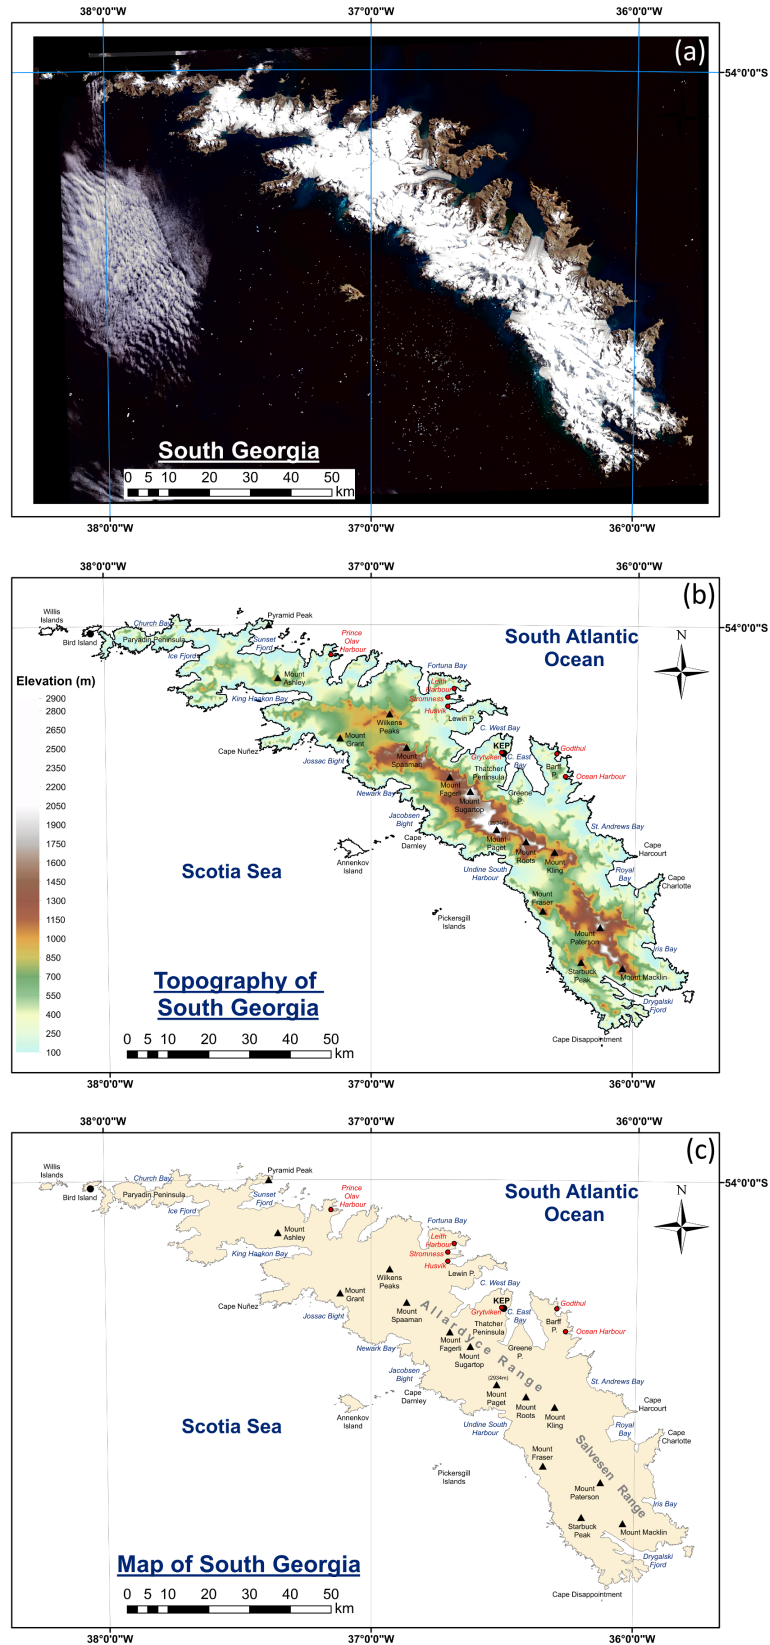 38°0'0"W
37°0'0"W
36°0'0"W
(a)
54°0'0"S
South Georgia
0 5 10 20 30 40 50
km
38°0'0"W
37°0'0"W
36°0'0"W
38°0'0"W
37°0'0"W
36°0'0"W
(b)
54°0'0"S
Willis
Islands
Bird Island
Church Bay
Paryadin Peninsula
Ice Fjord
Pyramid Peak
Sunset
Fjord
Prince
Olav
Harbour
South Atlantic
Ocean
N
Mount
Ashley
King Haakon Bay
Fortuna Bay
Leith
Harbour
Stromness
Husvik
Lewin P.
Elevation (m)
2900
2800
2650
2500
2350
2200
2050
1900
1750
1600
1450
1300
1150
1000
850
700
550
400
250
100
Wilkens
Peaks
Cape Nuñez
Mount
Grant
Jossac Bight
Mount
Spaaman
C. West Bay
KEP
Grytviken
C. East
Bay
Thatcher
Peninsula
Godthul
Barff
P.
Ocean Harbour
Newark Bay
Mount
Fagerli
Mount
Sugartop
Greene
P.
Jacobsen
Bight
Cape
Darnley
(2934m)
Mount
Paget
Mount
Roots
Mount
Kling
St. Andrews Bay
Cape
Harcourt
Royal
Bay
Cape
Charlotte
Annenkov
Island
Scotia Sea
Undine South
Harbour
Mount
Fraser
Pickersgill
Islands
Mount
Paterson
Iris Bay
Starbuck
Peak
Mount Macklin
Drygalski
Fjord
Cape Disappointment
Topography of
South Georgia
0 5 10 20 30 40 50
km
38°0'0"W
37°0'0"W
36°0'0"W
38°0'0"W
37°0'0"W
36°0'0"W
(c)
54°0'0"S
Willis
Islands
Bird Island
Church Bay
Paryadin Peninsula
Ice Fjord
Pyramid Peak
Sunset
Fjord
Prince
Olav
Harbour
South Atlantic
Ocean
N
Mount
Ashley
King Haakon Bay
Fortuna Bay
Leith
Harbour
Stromness
Husvik
Lewin P.
Wilkens
Peaks
Cape Nuñez
Mount
Grant
Jossac Bight
Mount
Spaaman
C. West Bay
KEP
Grytviken
C. East
Bay
Thatcher
Peninsula
Godthul
Barff
P.
Ocean Harbour
Allardyce Range
Newark Bay
Mount
Fagerli
Mount
Sugartop
Greene
P.
Jacobsen
Bight
Cape
Darnley
(2934m)
Mount
Paget
Mount
Roots
Mount
Kling
St. Andrews Bay
Cape
Harcourt
Royal
Bay
Cape
Charlotte
Annenkov
Island
Scotia Sea
Undine South
Harbour
Mount
Fraser
Salvesen Range
Pickersgill
Islands
Mount
Paterson
Iris Bay
Starbuck
Peak
Mount Macklin
Drygalski
Fjord
Cape Disappointment
Map of South Georgia
0 5 10 20 30 40 50
km
38°0'0"W
37°0'0"W
36°0'0"W